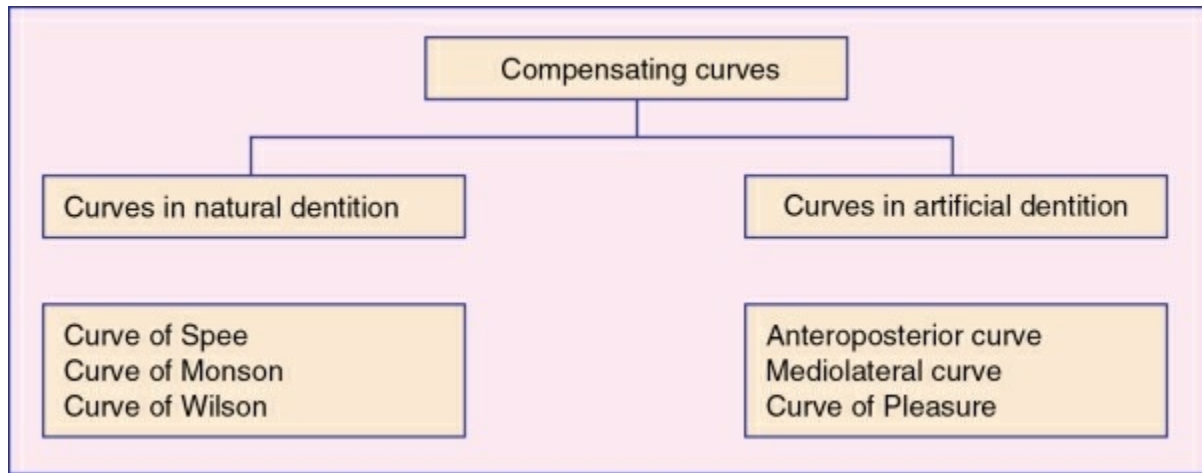 Compensating curves
Curves in natural dentition
Curves in artificial dentition
Curve of Spee
Curve of Monson
Curve of Wilson
Anteroposterior curve
Mediolateral curve
Curve of Pleasure